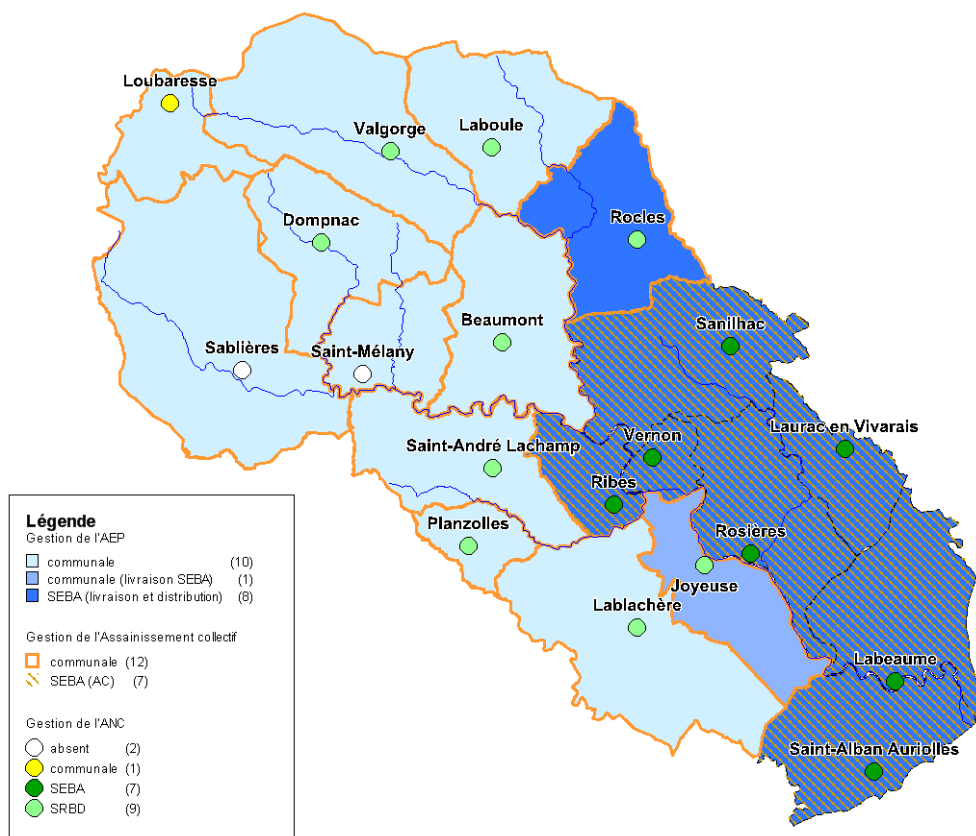 Loubaresse
Valgorge
Laboule
Dompnac
Rocles
Beaumont
Sanilhac
Sablières
Saint-Mélany
Saint-André Lachamp
Vernon
Laurac en Vivarais
Ribes
Planzolles
Rosières
Joyeuse
Lablachère
Labeaume
Saint-Alban Auriolles
Légende
Gestion de l'AEP
communale (10)
communale (livraison SEBA) (1)
SEBA (livraison et distribution) (8)
Gestion de l'Assainissement collectif
communale (12)
SEBA (AC) (7)
Gestion de l'ANC
absent (2)
communale (1)
SEBA (7)
SRBD (9)